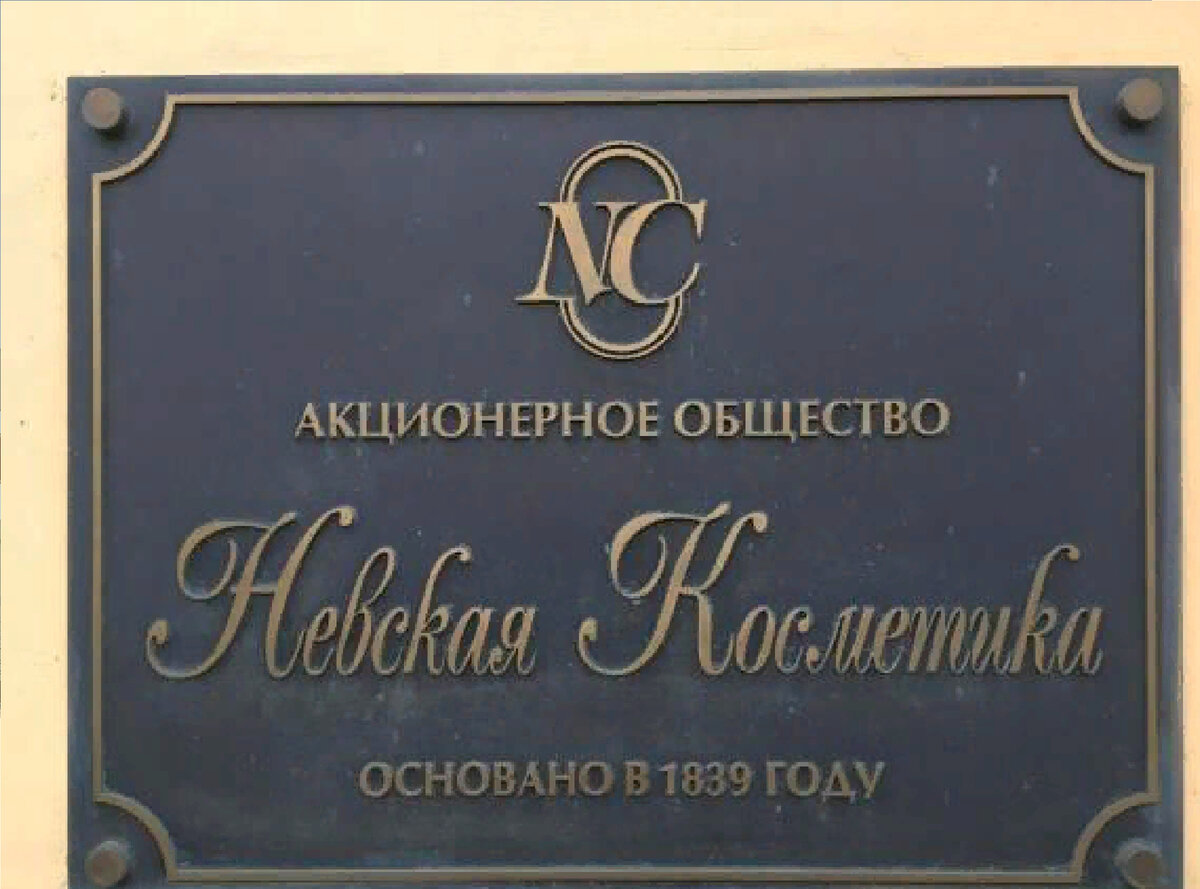 NC
АКЦИОНЕРНОЕ ОБЩЕСТВО
Невская Косметика
ОСНОВАНО В 1839 ГОДУ